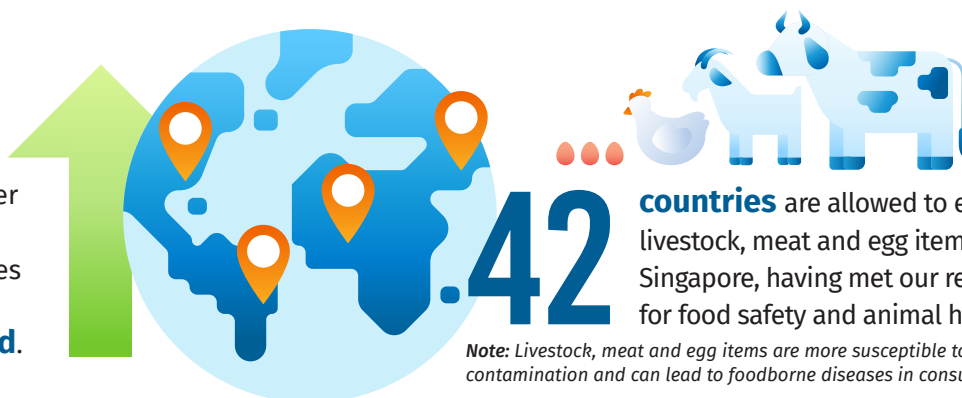 er
es
d.
42
countries are allowed to e
livestock, meat and egg item
Singapore, having met our re
for food safety and animal h
Note: Livestock, meat and egg items are more susceptible to
contamination and can lead to foodborne diseases in consu